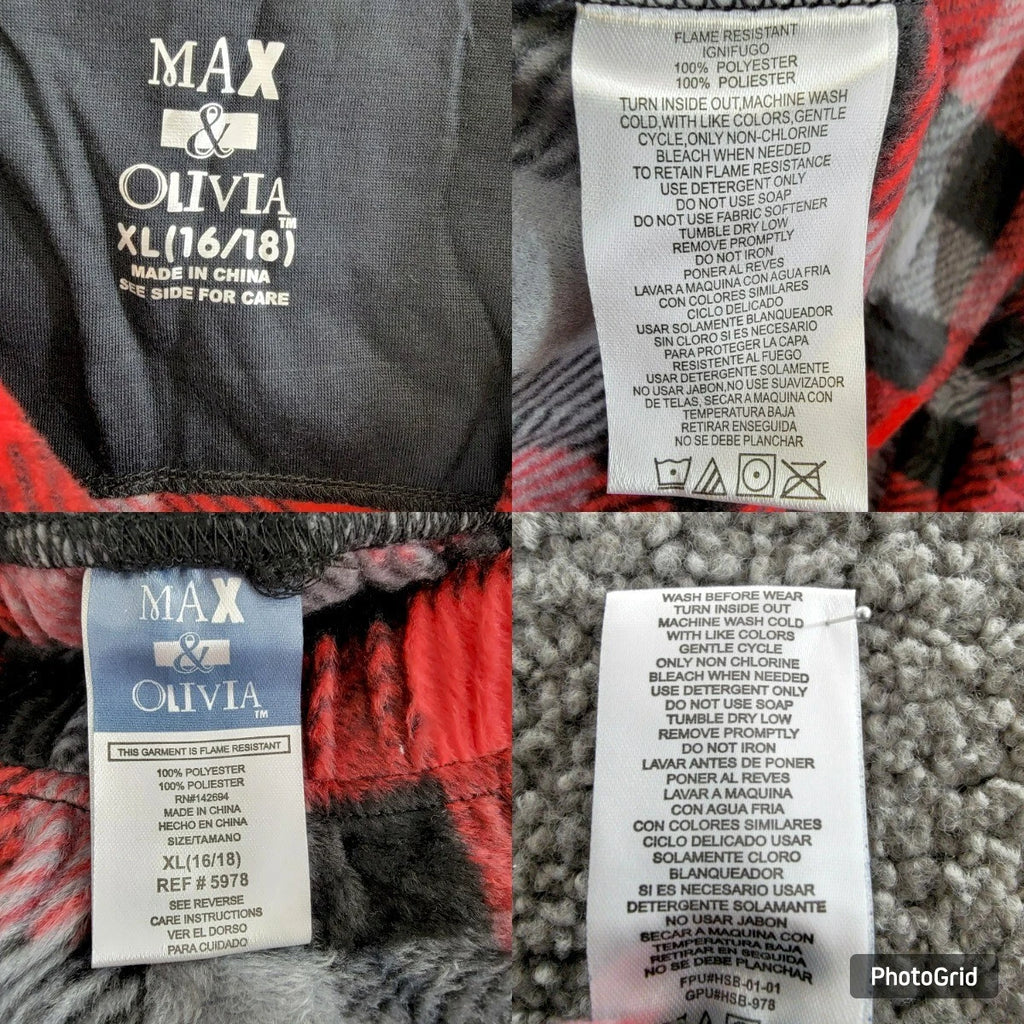 MAX
&
OLIVIA™
XL(16/18)
MADE IN CHINA
SEE SIDE FOR CARE
FLAME RESISTANT
IGNIFUGO
100% POLYESTER
100% POLIESTER
TURN INSIDE OUT,MACHINE WASH
COLD,WITH LIKE COLORS,GENTLE
CYCLE,ONLY NON-CHLORINE
BLEACH WHEN NEEDED
TO RETAIN FLAME RESISTANCE
USE DETERGENT ONLY
DO NOT USE SOAP
DO NOT USE FABRIC SOFTENER
TUMBLE DRY LOW
REMOVE PROMPTLY
DO NOT IRON
PONER AL REVES
LAVAR A MAQUINA CON AGUA FRIA
CON COLORES SIMILARES
CICLO DELICADO
USAR SOLAMENTE BLANQUEADOR
SIN CLORO SI ES NECESARIO
PARA PROTEGER LA CAPA
RESISTENTE AL FUEGO
USAR DETERGENTE SOLAMENTE
NO USAR JABON,NO USE SUAVIZADOR
DE TELAS, SECAR A MAQUINA CON
TEMPERATURA BAJA
RETIRAR ENSEGUIDA
NO SE DEBE PLANCHAR
MAX
&
OLIVIA™
THIS GARMENT IS FLAME RESISTANT
100% POLYESTER
100% POLIESTER
RN#142694
MADE IN CHINA
HECHO EN CHINA
SIZE/TAMANO
XL(16/18)
REF # 5978
SEE REVERSE
CARE INSTRUCTIONS
VER EL DORSO
PARA CUIDADO
WASH BEFORE WEAR
TURN INSIDE OUT
MACHINE WASH COLD
WITH LIKE COLORS
GENTLE CYCLE
ONLY NON CHLORINE
BLEACH WHEN NEEDED
USE DETERGENT ONLY
DO NOT USE SOAP
TUMBLE DRY LOW
REMOVE PROMPTLY
DO NOT IRON
LAVAR ANTES DE PONER
PONER AL REVES
LAVAR A MAQUINA
CON AGUA FRIA
CON COLORES SIMILARES
CICLO DELICADO USAR
SOLAMENTE CLORO
BLANQUEADOR
SI ES NECESARIO USAR
DETERGENTE SOLAMANTE
NO USAR JABON
SECAR A MAQUINA CON
TEMPERATURA BAJA
RETIRAR EN SEGUIDA
NO SE DEBE PLANCHAR
FPU#HSB-01-01
GPU#HSB-978
PhotoGrid